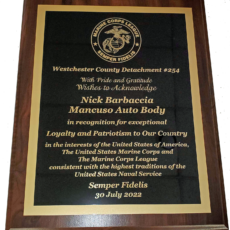 MARINE CORPS LEAGUE
SEMPER FIDELIS
Westchester County Detachment #254
With Pride and Gratitude
Wishes to Acknowledge
Nick Barbaccia
Mancuso Auto Body
in recognition for exceptional
Loyalty and Patriotism to Our Country
in the interests of the United States of America,
The United States Marine Corps and
The Marine Corps League
consistent with the highest traditions of the
United States Naval Service
Semper Fidelis
30 July 2022